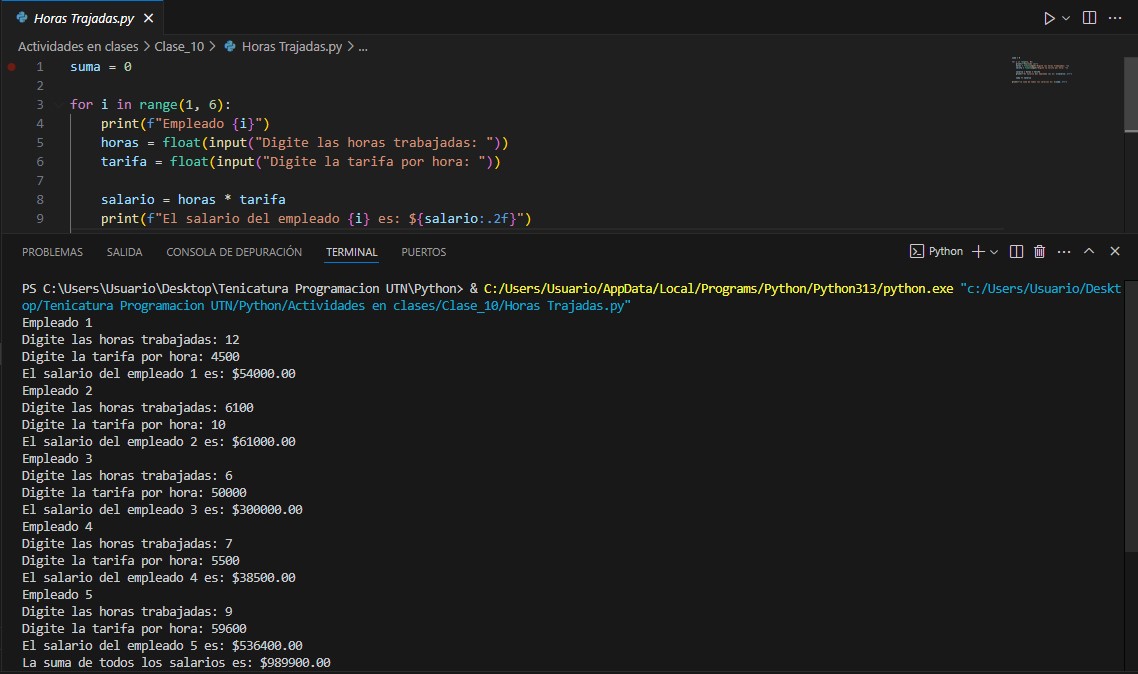 Horas Trajadas.py
Actividades en clases > Clase_10 > Horas Trajadas.py > ...
1 suma = 0
2
3 for i in range(1, 6):
4 print(f"Empleado {i}")
5 horas = float(input("Digite las horas trabajadas: "))
6 tarifa = float(input("Digite la tarifa por hora: "))
7
8 salario = horas * tarifa
9 print(f"El salario del empleado {i} es: ${salario:.2f}")
PROBLEMAS SALIDA CONSOLA DE DEPURACIÓN TERMINAL PUERTOS Python
PS C:\Users\Usuario\Desktop\Tenicatura Programacion UTN\Python> & C:/Users/Usuario/AppData/Local/Programs/Python/Python313/python.exe "c:/Users/Usuario/Deskt
op/Tenicatura Programacion UTN/Python/Actividades en clases/Clase_10/Horas Trajadas.py"
Empleado 1
Digite las horas trabajadas: 12
Digite la tarifa por hora: 4500
El salario del empleado 1 es: $54000.00
Empleado 2
Digite las horas trabajadas: 6100
Digite la tarifa por hora: 10
El salario del empleado 2 es: $61000.00
Empleado 3
Digite las horas trabajadas: 6
Digite la tarifa por hora: 50000
El salario del empleado 3 es: $300000.00
Empleado 4
Digite las horas trabajadas: 7
Digite la tarifa por hora: 5500
El salario del empleado 4 es: $38500.00
Empleado 5
Digite las horas trabajadas: 9
Digite la tarifa por hora: 59600
El salario del empleado 5 es: $536400.00
La suma de todos los salarios es: $989900.00